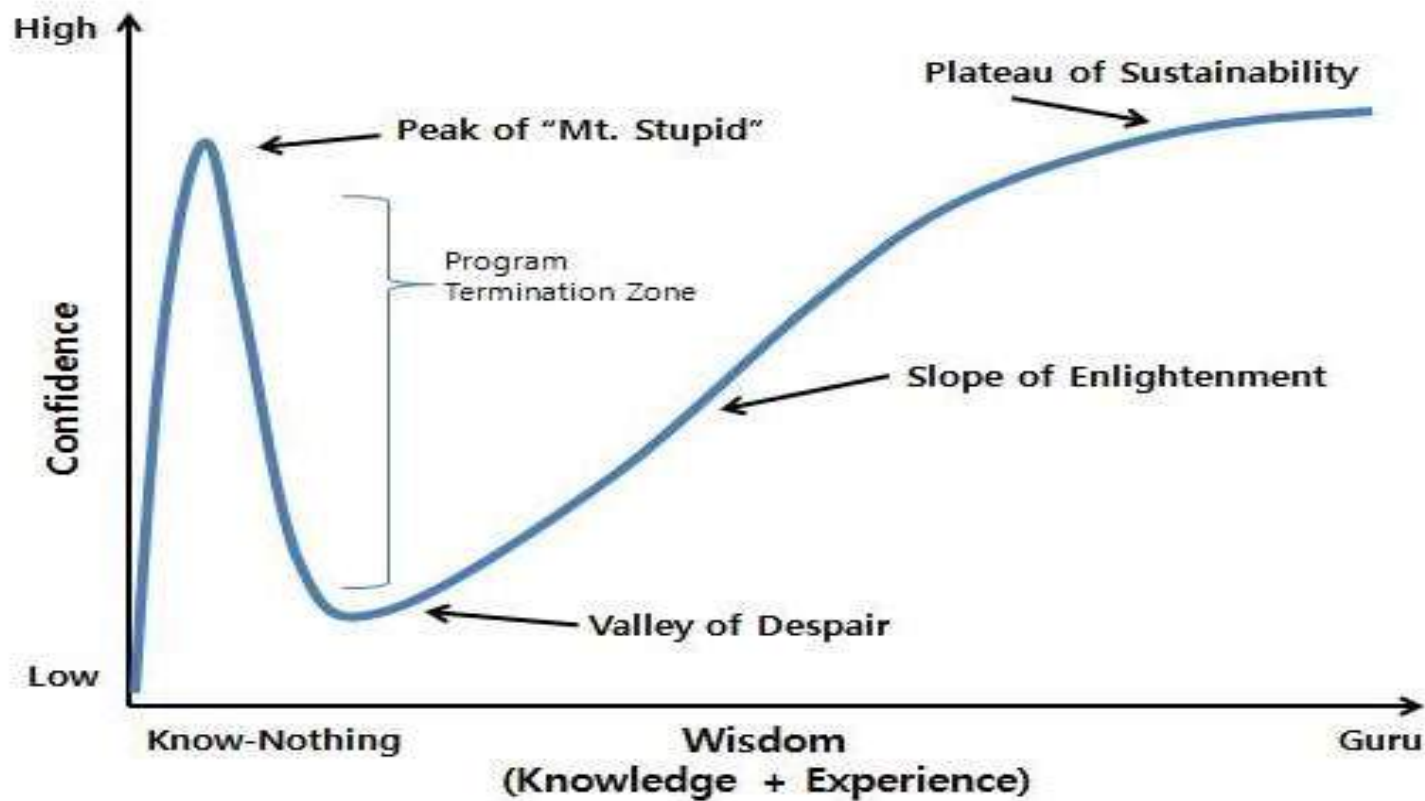 High
Plateau of Sustainability
Peak of “Mt. Stupid”
Program
Termination Zone
Confidence
Slope of Enlightenment
Valley of Despair
Low
Know-Nothing
Wisdom
Guru
(Knowledge + Experience)